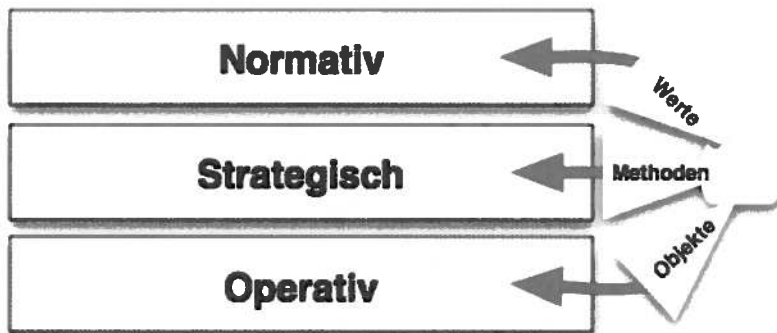 Normativ
Werte
Strategisch
Methoden
Operativ
Objekte